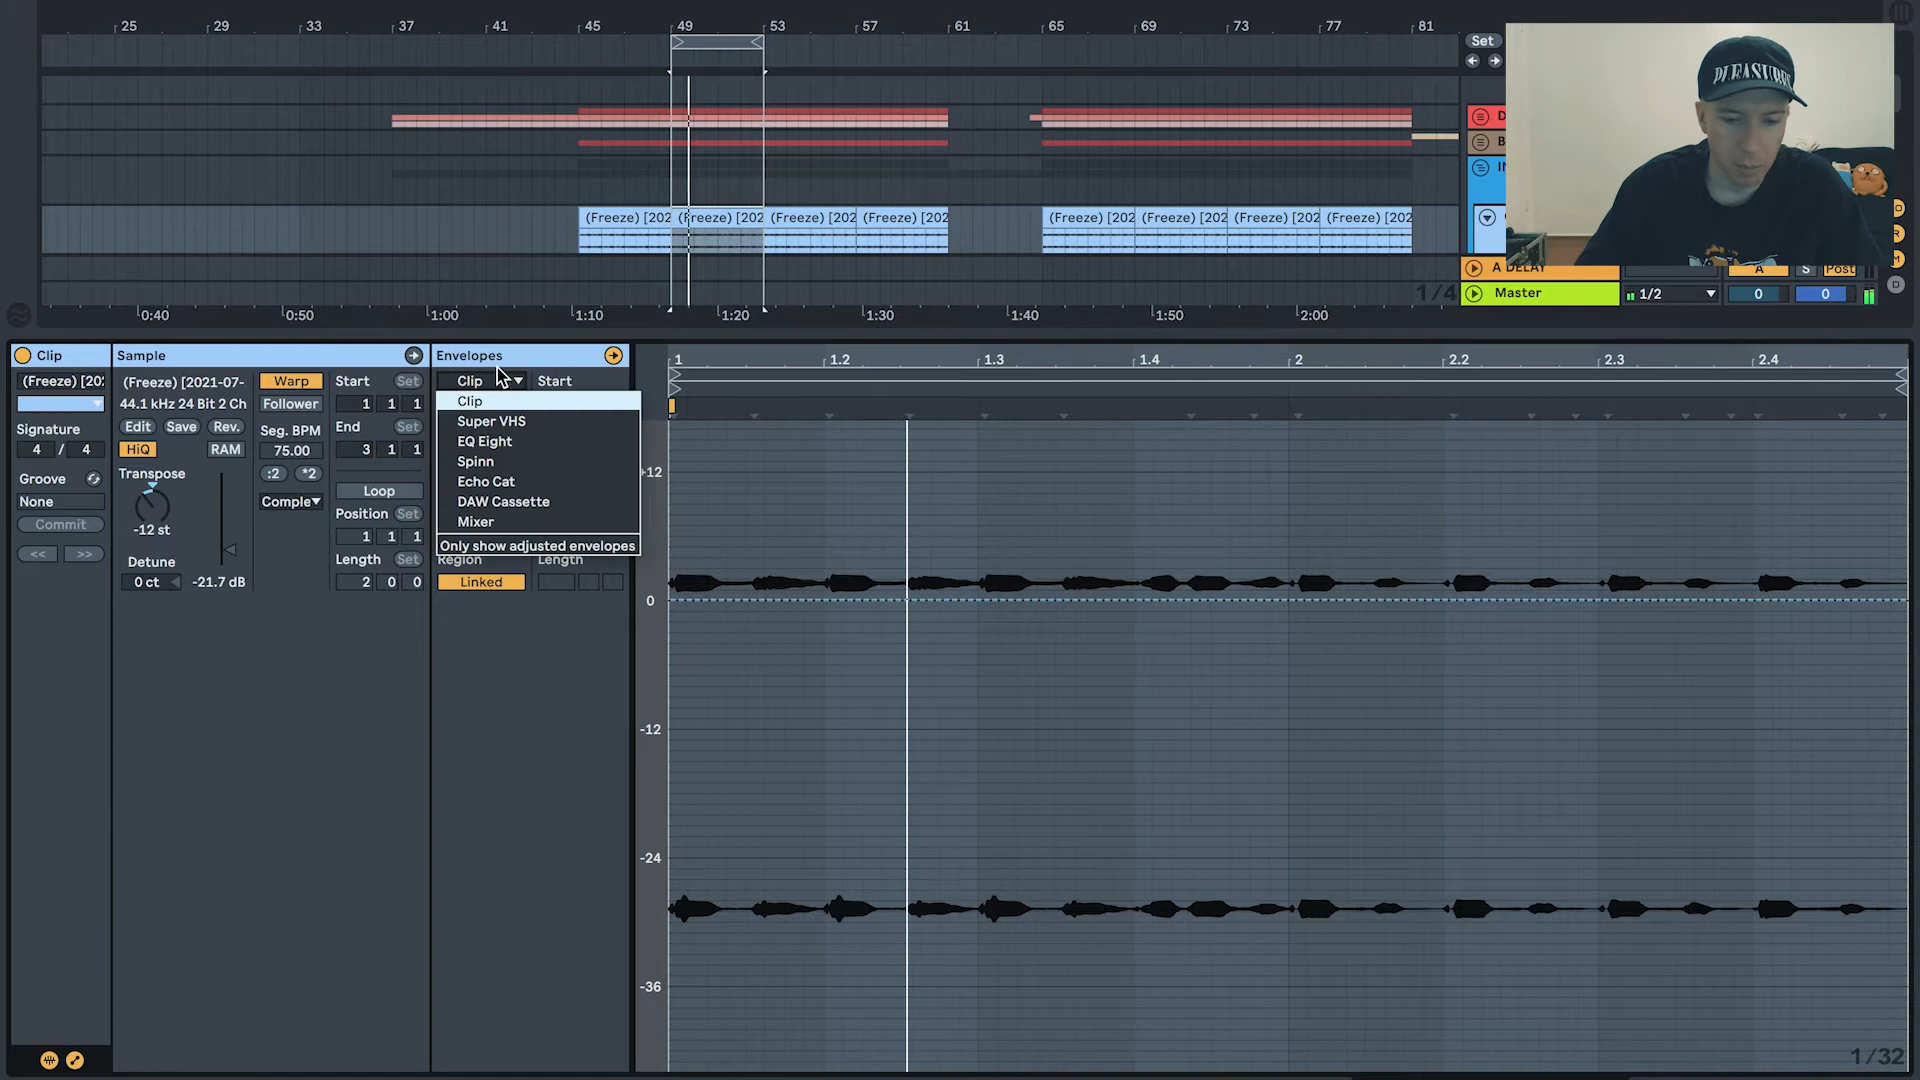 25 29 33 37 41 45 49 53 57 61 65 69 73 77 81
Set
PLEASURES
D
B
IN
(Freeze) [202 (Freeze) [202 (Freeze) [202 (Freeze) [202 (Freeze) [202 (Freeze) [202 (Freeze) [202 (Freeze) [202
A DELAY
A S Post
1/4
Master
1/2
0 0
R
D
0:40 0:50 1:00 1:10 1:20 1:30 1:40 1:50 2:00
Clip
(Freeze) [20
Signature
4 / 4
Groove
None
Commit
<< >>
Sample
(Freeze) [2021-07-
44.1 kHz 24 Bit 2 Ch
Edit Save Rev.
HiQ RAM
Transpose
-12 st
Detune
0 ct -21.7 dB
Warp
Follower
Seg. BPM
75.00
:2 *2
Comple
Start Set
1 1 1
End Set
3 1 1
Loop
Position Set
1 1 1
Length Set
2 0 0
Envelopes
Clip Start
Clip
Super VHS
EQ Eight
Spinn
Echo Cat
DAW Cassette
Mixer
Only show adjusted envelopes
Region Length
Linked
1 1.2 1.3 1.4 2 2.2 2.3 2.4
+12
0
-12
-24
-36
1/32